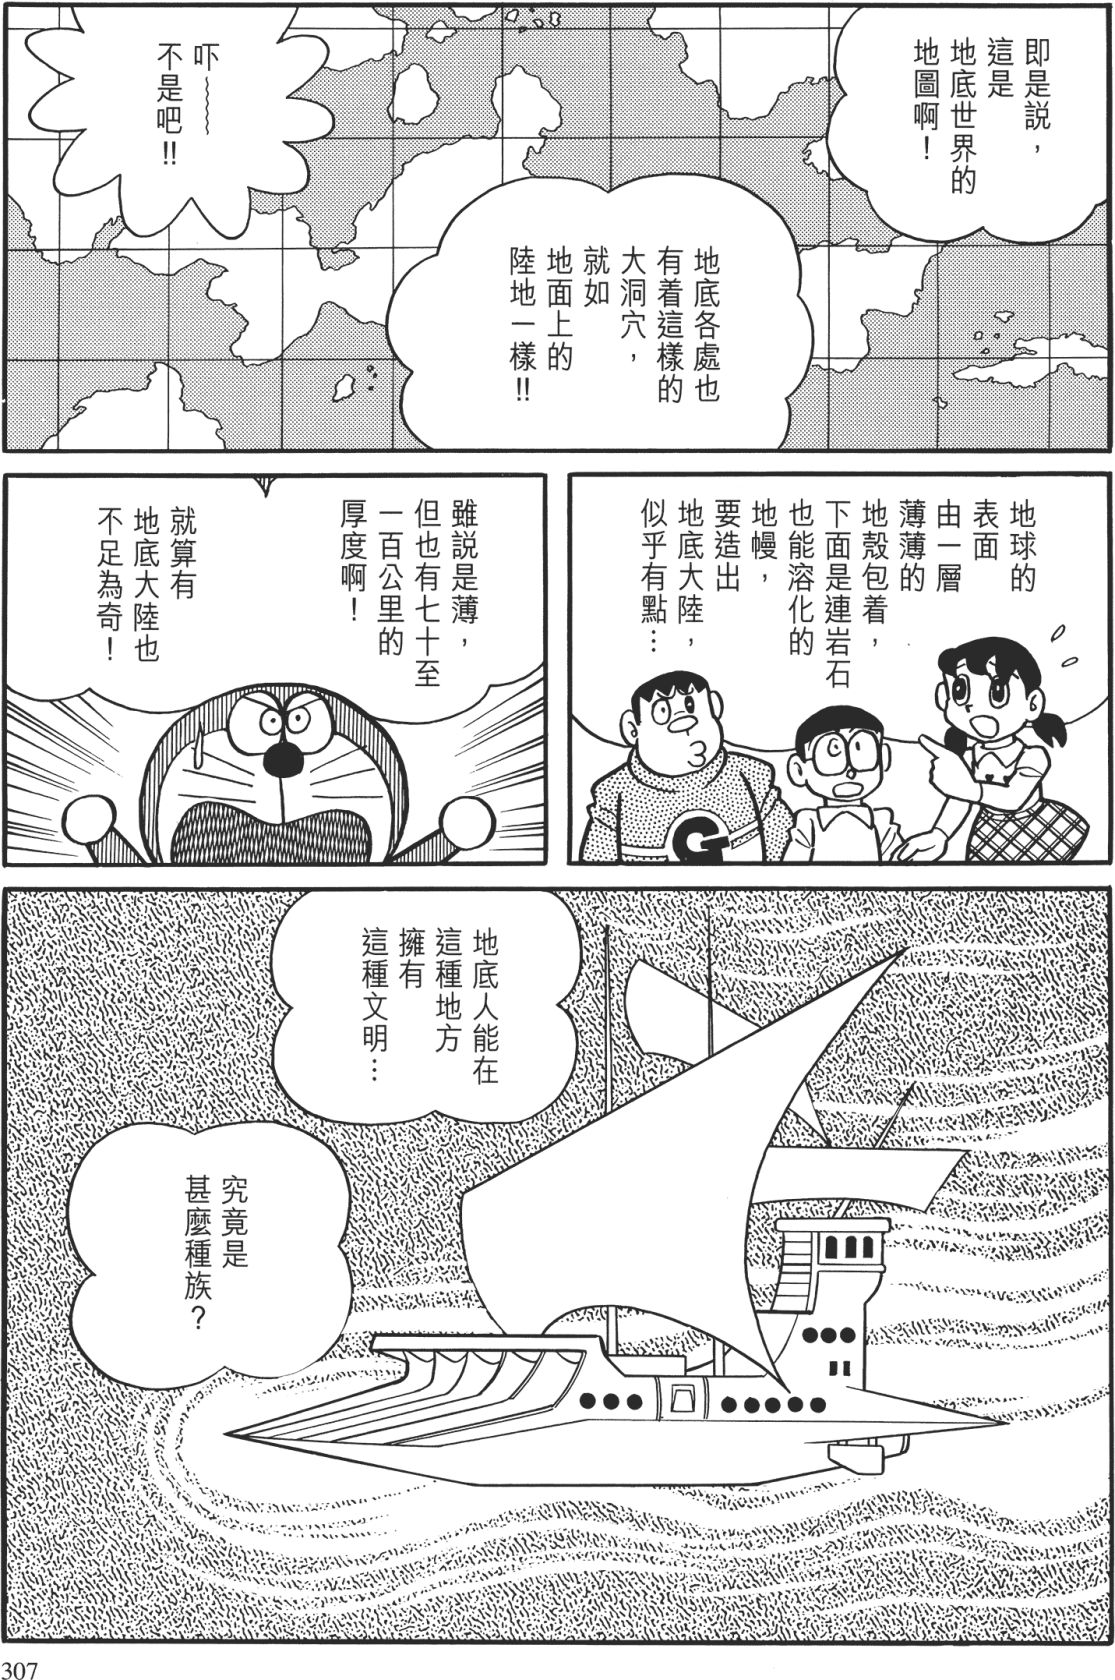 即是説，
這是
地底世界的
地圖啊！
地底各處也
有着這樣的
大洞穴，
就如
地面上的
陸地一樣!!
吓~~~~
不是吧!!
地球的
表面
由一層
薄薄的
地殼包着，
下面是連岩石
也能溶化的
地幔，
要造出
地底大陸，
似乎有點…
雖説是薄，
但也有七十至
一百公里的
厚度啊！
就算有
地底大陸也
不足為奇！
地底人能在
這種地方
擁有
這種文明…
究竟是
甚麼種族？
307